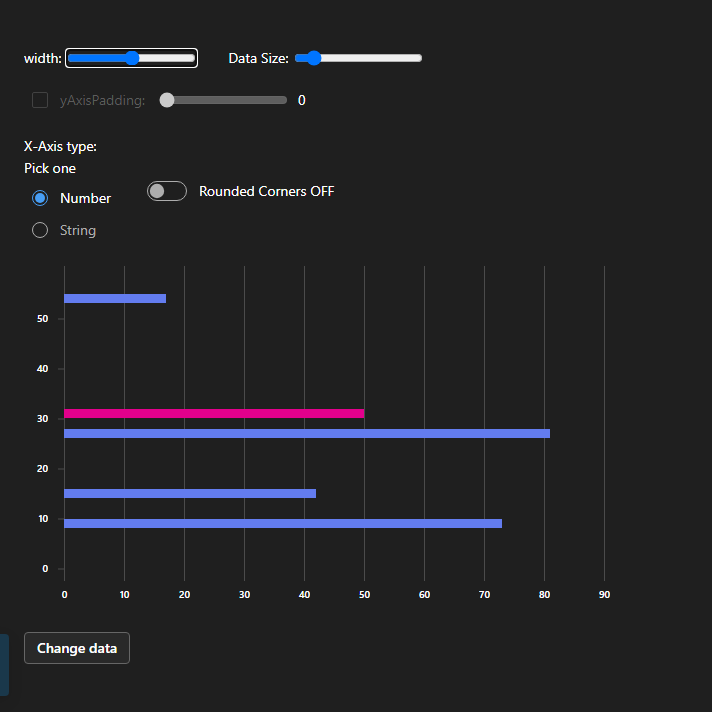 width: Data Size:
yAxisPadding: 0
X-Axis type:
Pick one
Number Rounded Corners OFF
String
50
40
30
20
10
0
0 10 20 30 40 50 60 70 80 90
Change data